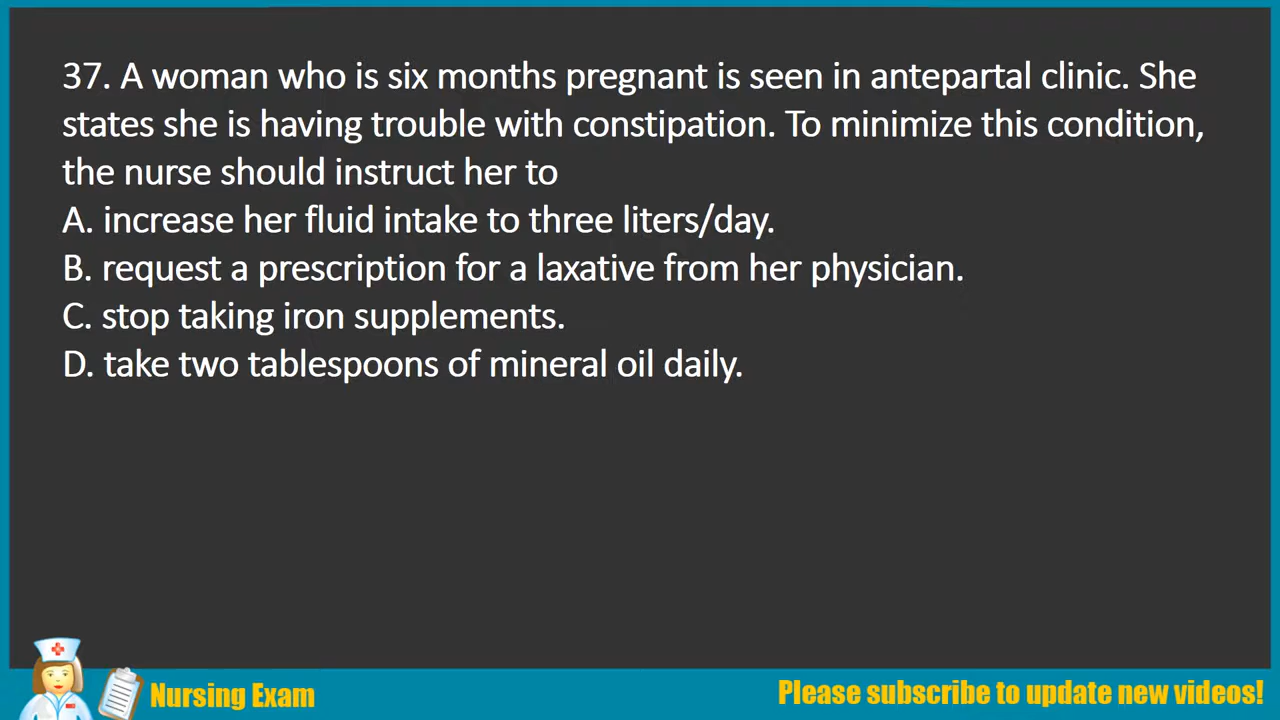 37. A woman who is six months pregnant is seen in antepartal clinic. She
states she is having trouble with constipation. To minimize this condition,
the nurse should instruct her to
A. increase her fluid intake to three liters/day.
B. request a prescription for a laxative from her physician.
C. stop taking iron supplements.
D. take two tablespoons of mineral oil daily.
Nursing Exam
Please subscribe to update new videos!